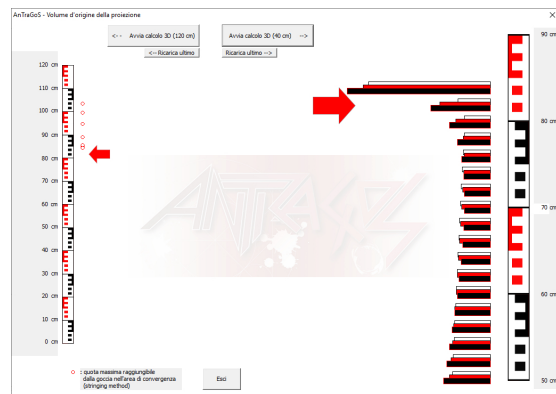 AnTraGoS - Volume d'origine della proiezione
<-- Avvia calcolo 3D (120 cm)
Avvia calcolo 3D (40 cm) -->
<-- Ricarica ultimo
Ricarica ultimo -->
120 cm
110 cm
100 cm
90 cm
80 cm
70 cm
60 cm
50 cm
40 cm
30 cm
20 cm
10 cm
0 cm
90 cm
80 cm
70 cm
60 cm
50 cm
ANTRAGOS
: quota massima raggiungibile
dalla goccia nell'area di convergenza
(stringing method)
Esci